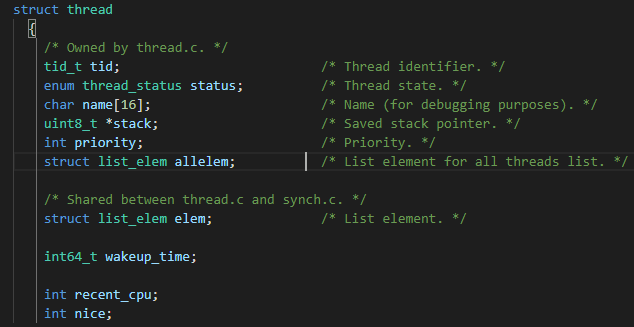 struct thread
{
/* Owned by thread.c. */
tid_t tid; /* Thread identifier. */
enum thread_status status; /* Thread state. */
char name[16]; /* Name (for debugging purposes). */
uint8_t *stack; /* Saved stack pointer. */
int priority; /* Priority. */
struct list_elem allelem; /* List element for all threads list. */
/* Shared between thread.c and synch.c. */
struct list_elem elem; /* List element. */
int64_t wakeup_time;
int recent_cpu;
int nice;